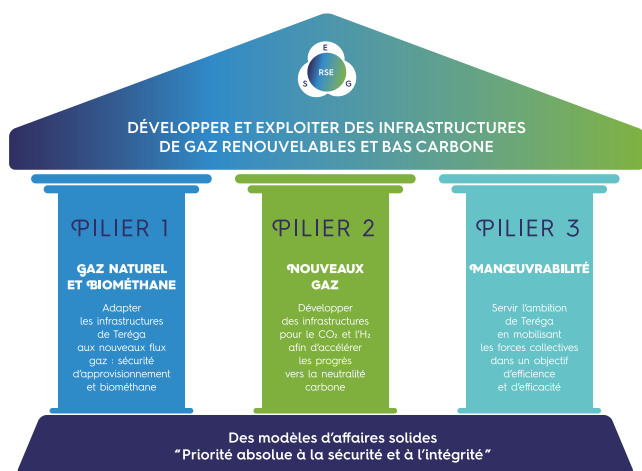 E
RSE
S G
DÉVELOPPER ET EXPLOITER DES INFRASTRUCTURES
DE GAZ RENOUVELABLES ET BAS CARBONE
PILIER 1
GAZ NATUREL
ET BIOMÉTHANE
Adapter
les infrastructures
de Teréga
aux nouveaux flux
gaz : sécurité
d'approvisionnement
et biométhane
PILIER 2
NOUVEAUX
GAZ
Développer
des infrastructures
pour le CO₂ et l'H₂
afin d'accélérer
les progrès
vers la neutralité
carbone
PILIER 3
MANŒUVRABILITÉ
Servir l'ambition
de Teréga
en mobilisant
les forces collectives
dans un objectif
d'efficience
et d'efficacité
Des modèles d'affaires solides
“Priorité absolue à la sécurité et à l'intégrité”